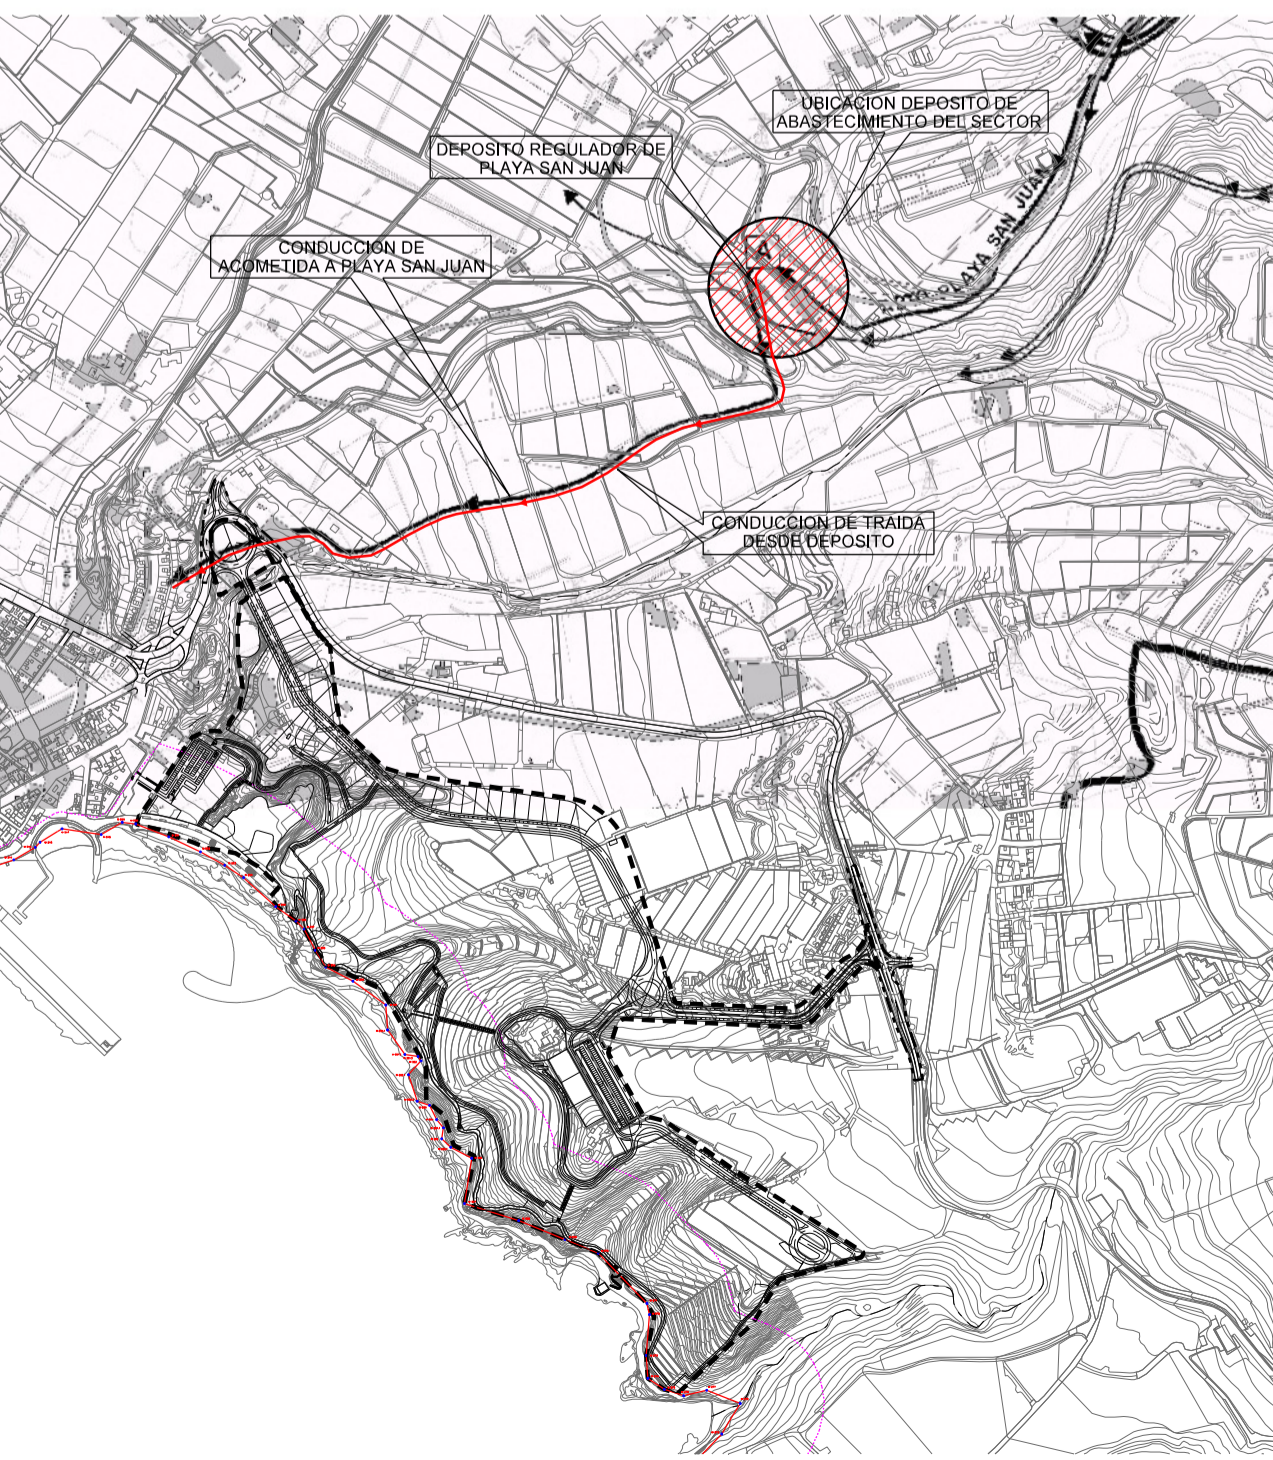 UBICACION DEPOSITO DE
ABASTECIMIENTO DEL SECTOR
DEPOSITO REGULADOR DE
PLAYA SAN JUAN
CONDUCCION DE
ACOMETIDA A PLAYA SAN JUAN
A
PLAYA SAN JUAN
CONDUCCION DE TRAIDA
DESDE DEPOSITO